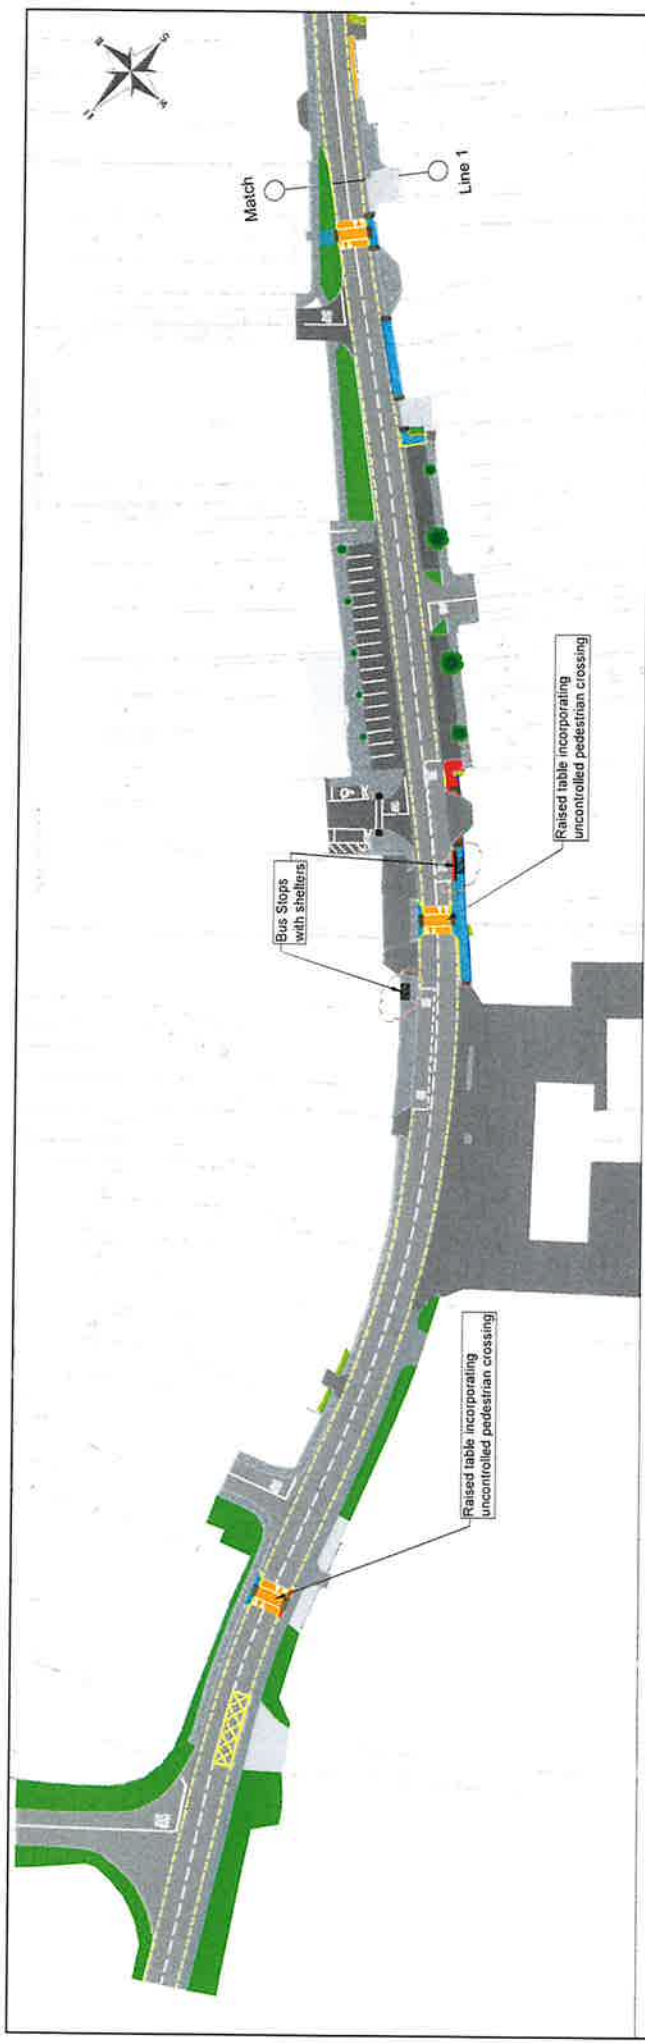 Match
Line 1
Bus Stops
with shelters
Raised table incorporating
uncontrolled pedestrian crossing
Raised table incorporating
uncontrolled pedestrian crossing